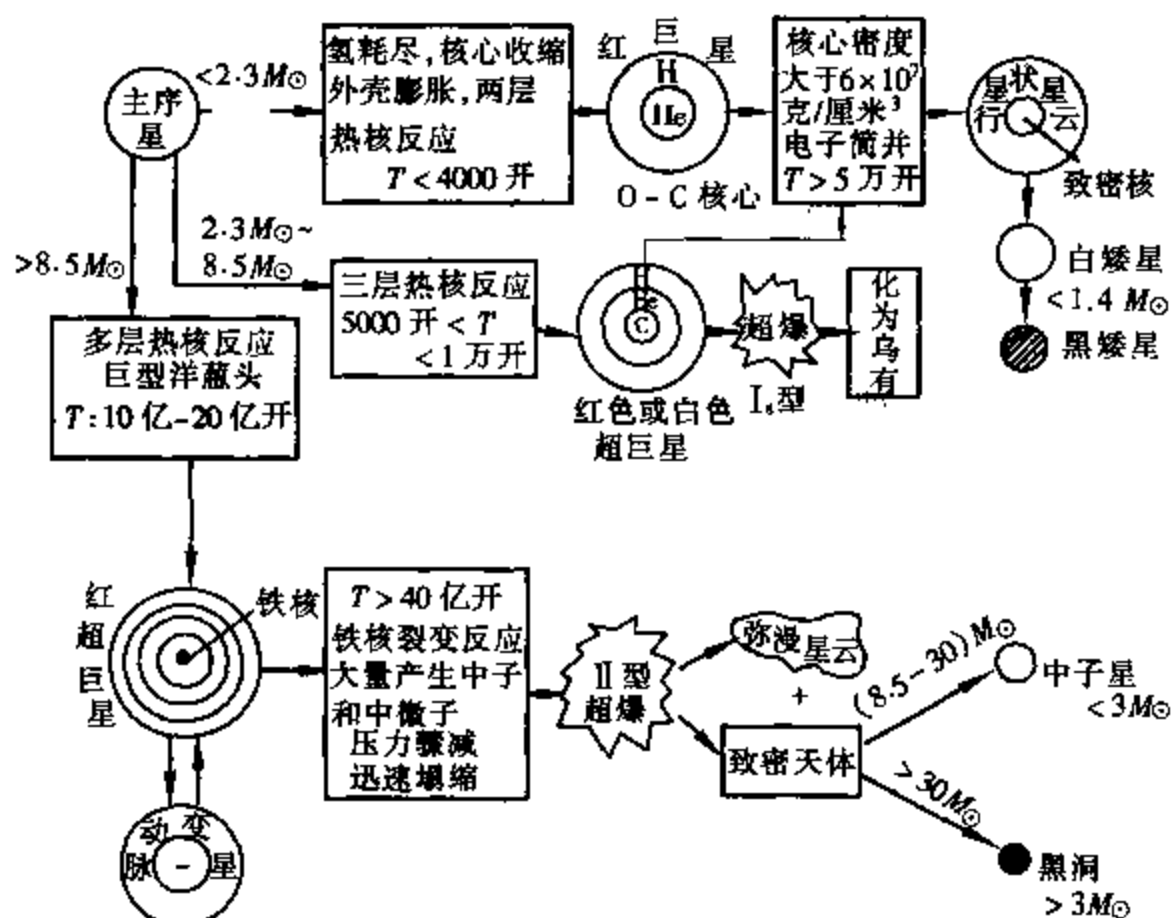 主序星
<2·3M⊙
氢耗尽,核心收缩
外壳膨胀,两层
热核反应
T<4000开
红巨星
H
He
O-C核心
核心密度
大于6×10⁷
克/厘米³
电子简并
T>5万开
行星状星云
致密核
白矮星
<1.4 M⊙
黑矮星
>8·5M⊙
2·3M⊙~
8.5M⊙
三层热核反应
5000开<T
<1万开
C
红色或白色
超巨星
超爆
化为乌有
多层热核反应
巨型洋葱头
T:10亿-20亿开
红超巨星
铁核
T>40亿开
铁核裂变反应
大量产生中子
和中微子
压力骤减
迅速塌缩
II型
超爆
弥漫星云
+
致密天体
(8.5-30)M⊙
中子星
<3M⊙
>30M⊙
黑洞
>3M⊙
脉动变星